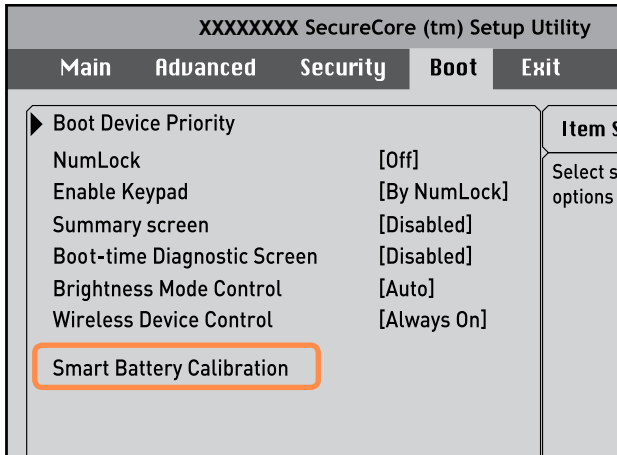 XXXXXXXX SecureCore (tm) Setup Utility
Main Advanced Security Boot Exit
Boot Device Priority
NumLock [Off]
Enable Keypad [By NumLock]
Summary screen [Disabled]
Boot-time Diagnostic Screen [Disabled]
Brightness Mode Control [Auto]
Wireless Device Control [Always On]
Smart Battery Calibration
Item S
Select s
options